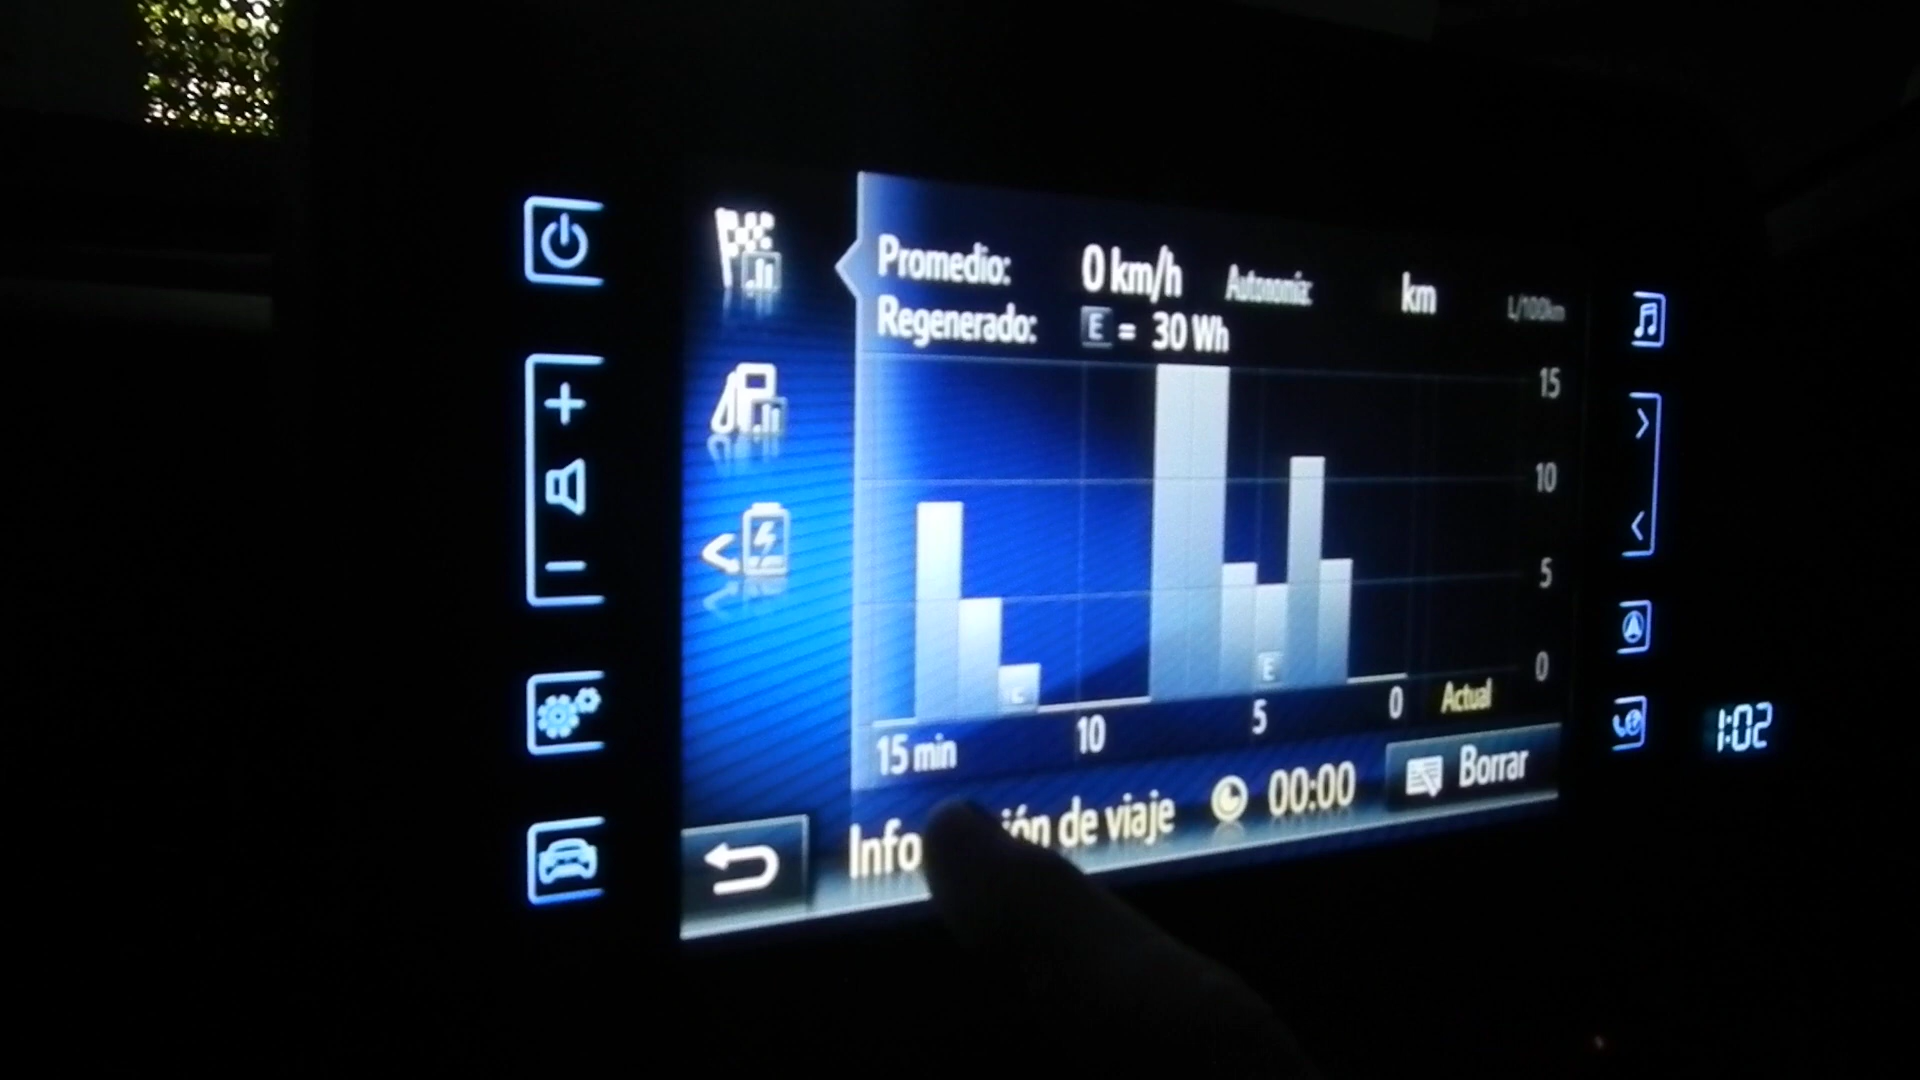 Promedio: 0 km/h Autonomía: km L/100km
Regenerado: E = 30 Wh
15
10
5
E
0
15 min 10 5 0 Actual
Info ión de viaje 00:00 Borrar
1:02